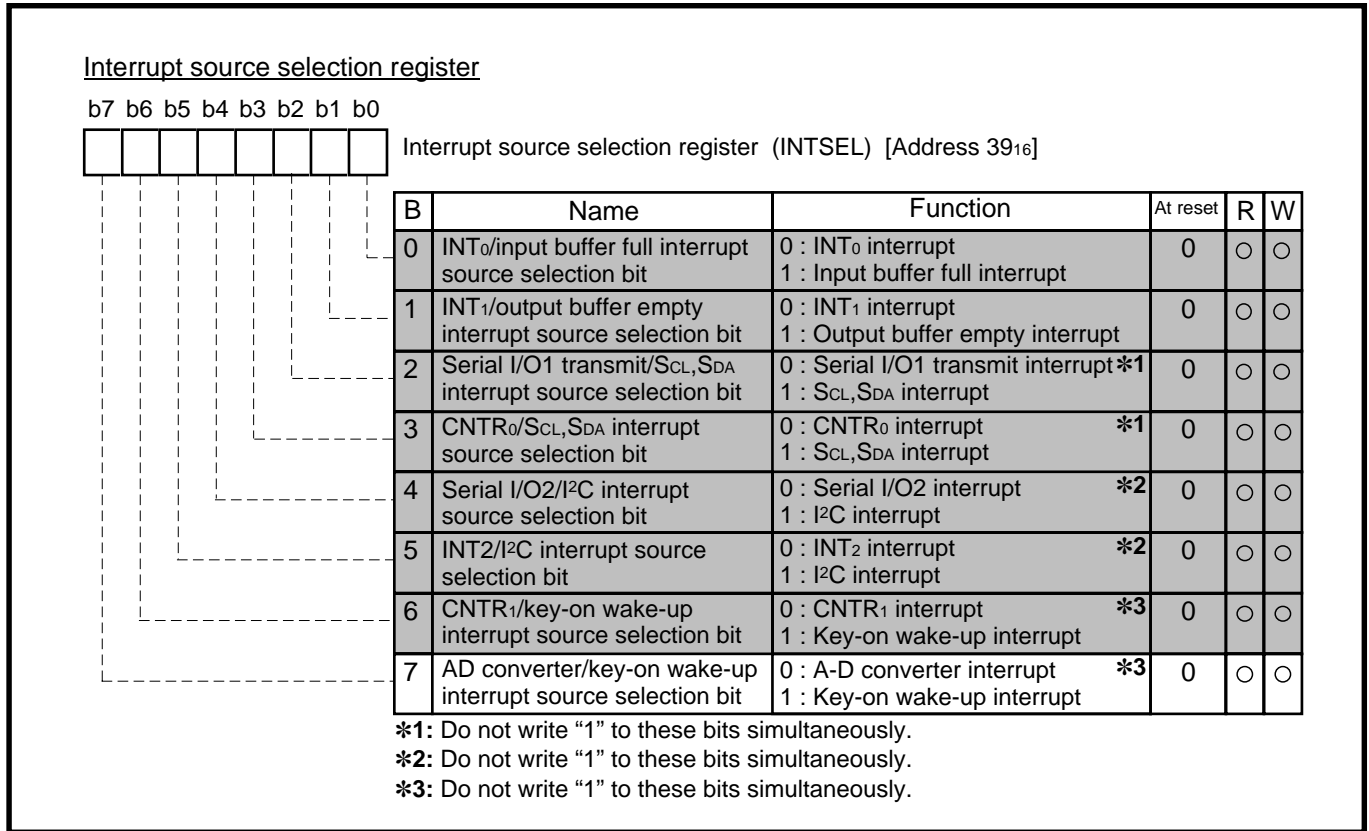 Interrupt source selection register
b7 b6 b5 b4 b3 b2 b1 b0
Interrupt source selection register (INTSEL) [Address 39₁₆]
B Name Function At reset R W
0 INT₀/input buffer full interrupt source selection bit 0 : INT₀ interrupt 1 : Input buffer full interrupt 0 ○ ○
1 INT₁/output buffer empty interrupt source selection bit 0 : INT₁ interrupt 1 : Output buffer empty interrupt 0 ○ ○
2 Serial I/O1 transmit/SCL,SDA interrupt source selection bit 0 : Serial I/O1 transmit interrupt ✻1 1 : SCL,SDA interrupt 0 ○ ○
3 CNTR₀/SCL,SDA interrupt source selection bit 0 : CNTR₀ interrupt ✻1 1 : SCL,SDA interrupt 0 ○ ○
4 Serial I/O2/I²C interrupt source selection bit 0 : Serial I/O2 interrupt ✻2 1 : I²C interrupt 0 ○ ○
5 INT2/I²C interrupt source selection bit 0 : INT₂ interrupt ✻2 1 : I²C interrupt 0 ○ ○
6 CNTR₁/key-on wake-up interrupt source selection bit 0 : CNTR₁ interrupt ✻3 1 : Key-on wake-up interrupt 0 ○ ○
7 AD converter/key-on wake-up interrupt source selection bit 0 : A-D converter interrupt ✻3 1 : Key-on wake-up interrupt 0 ○ ○
✻1: Do not write “1” to these bits simultaneously.
✻2: Do not write “1” to these bits simultaneously.
✻3: Do not write “1” to these bits simultaneously.